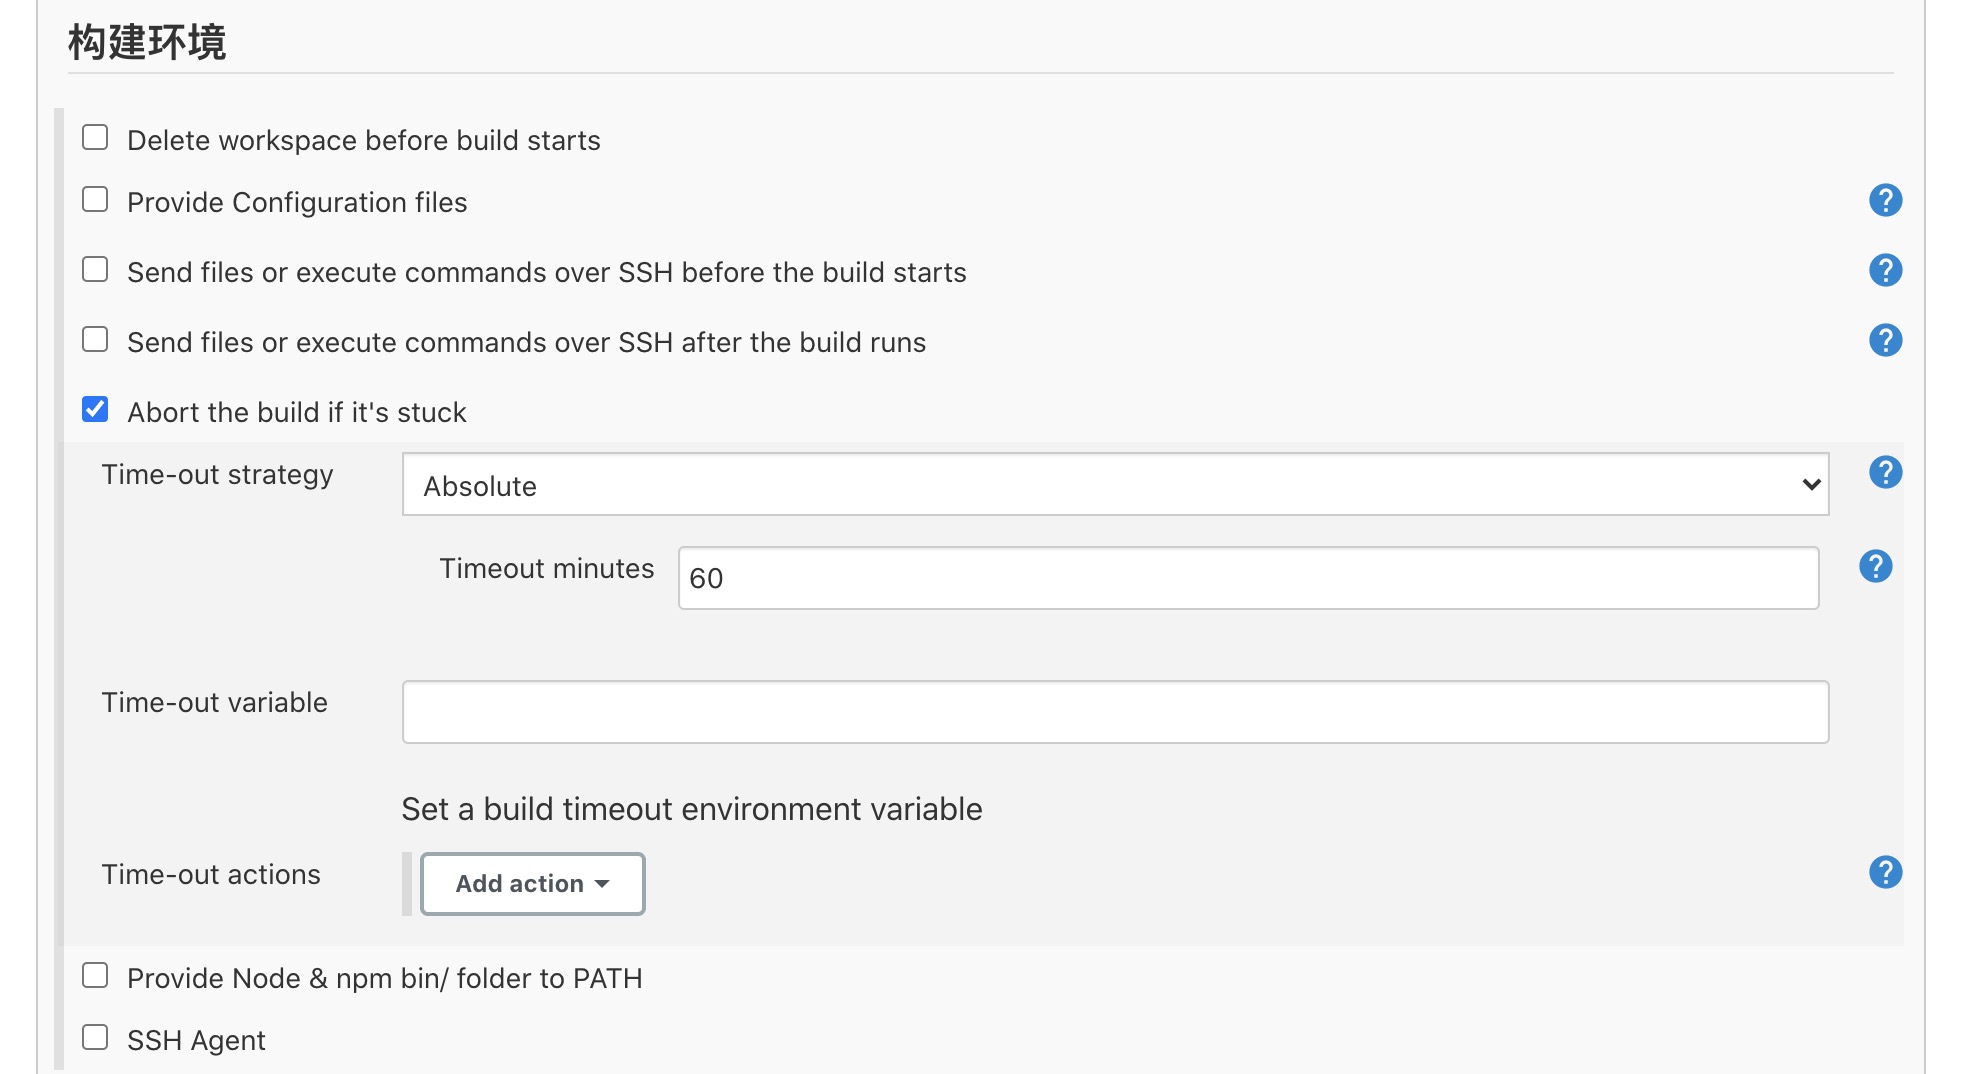 构建环境
Delete workspace before build starts
Provide Configuration files
?
Send files or execute commands over SSH before the build starts
?
Send files or execute commands over SSH after the build runs
?
Abort the build if it's stuck
Time-out strategy
Absolute
?
Timeout minutes
60
?
Time-out variable
Set a build timeout environment variable
Time-out actions
Add action
?
Provide Node & npm bin/ folder to PATH
SSH Agent